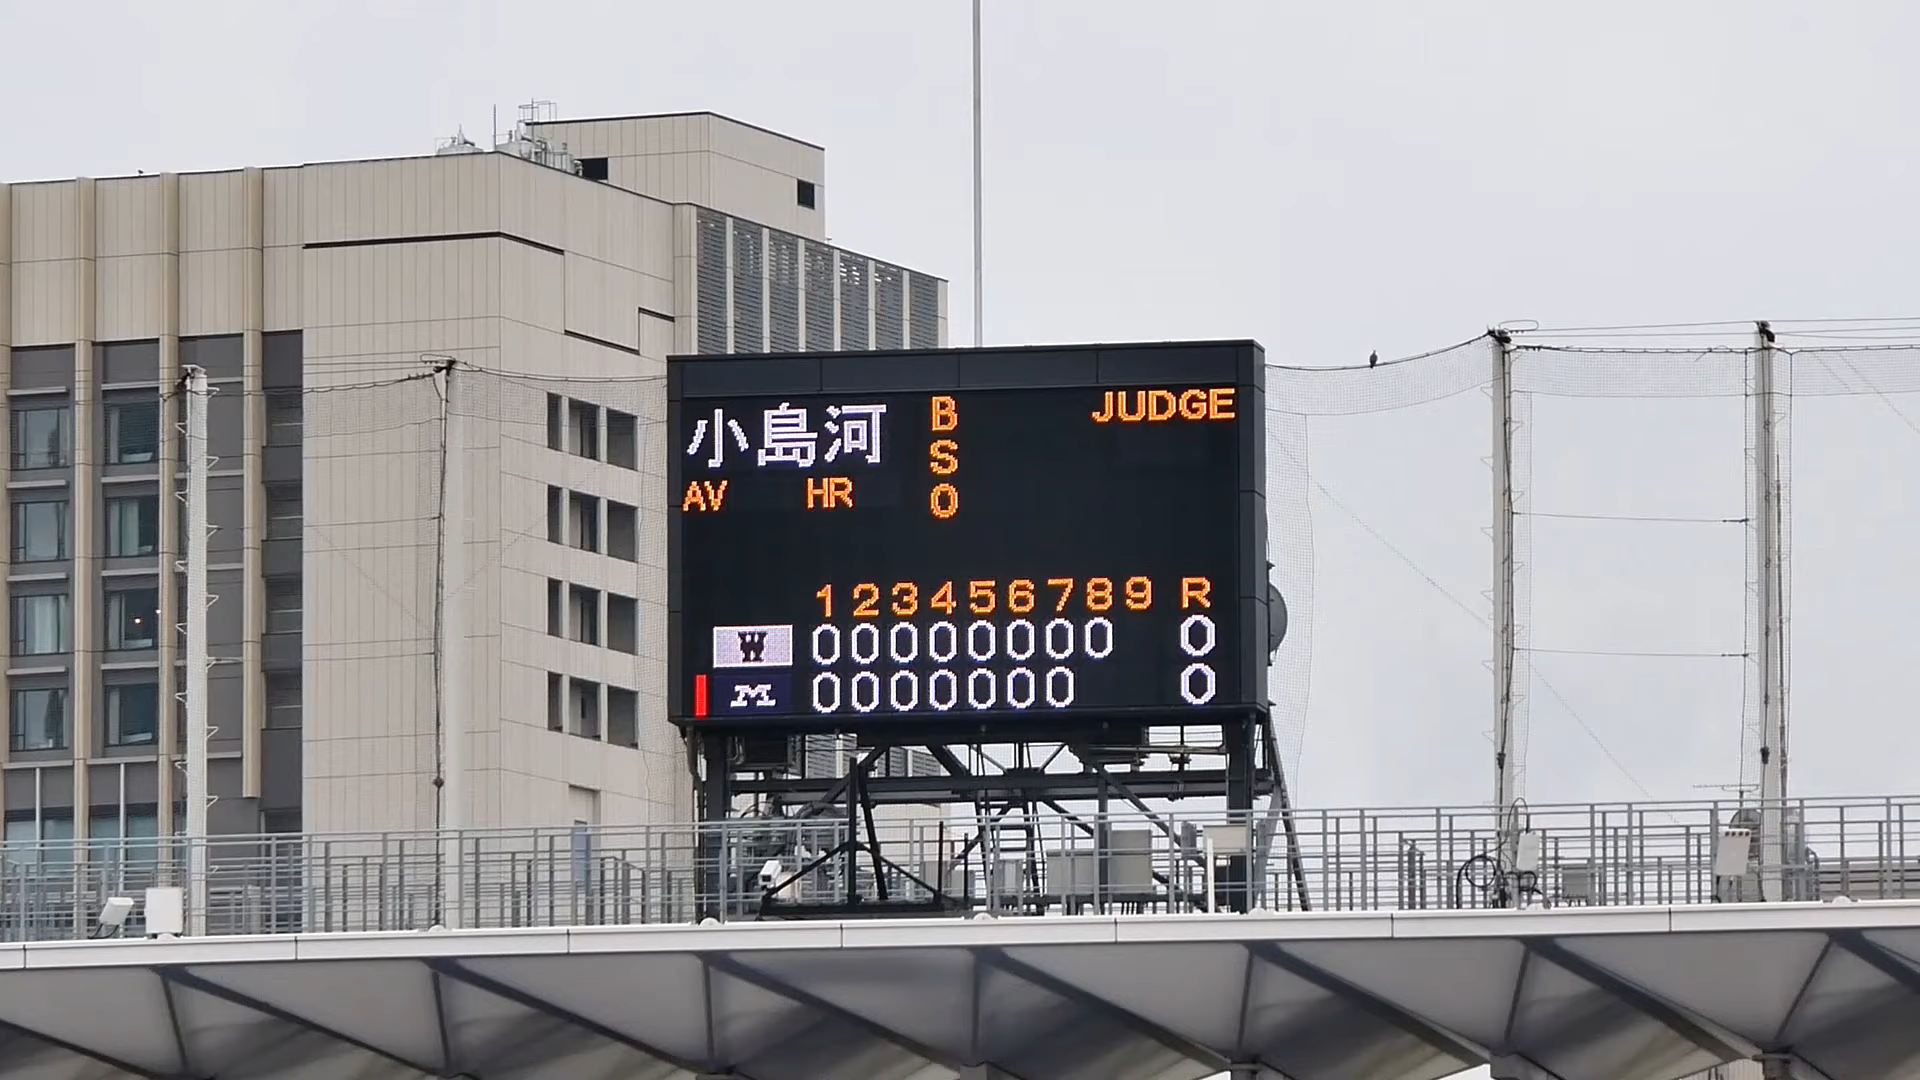 小島河 B JUDGE
S
AV HR O
1 2 3 4 5 6 7 8 9 R
W 0 0 0 0 0 0 0 0 0
M 0 0 0 0 0 0 0 0